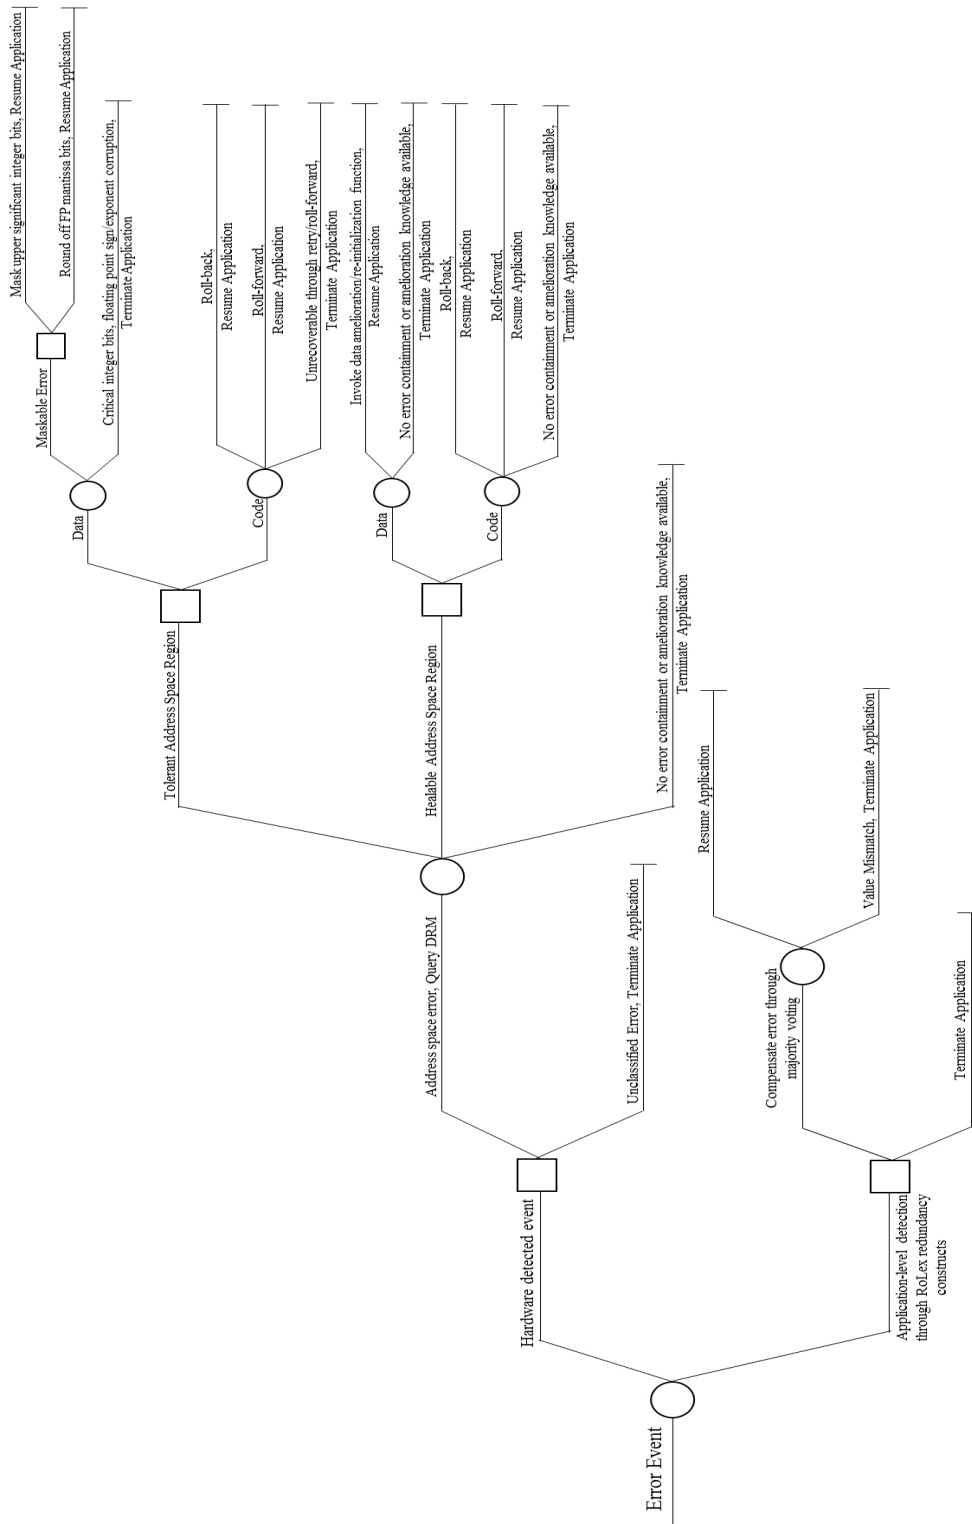 Mask upper significant integer bits, Resume Application
Round off FP mantissa bits, Resume Application
Maskable Error
Critical integer bits, floating point sign/exponent corruption,
Terminate Application
Data
Roll-back,
Resume Application
Roll-forward,
Resume Application
Unrecoverable through retry/roll-forward,
Terminate Application
Code
Tolerant Address Space Region
Invoke data amelioration/re-initialization function,
Resume Application
No error containment or amelioration knowledge available,
Terminate Application
Data
Roll-back,
Resume Application
Roll-forward,
Resume Application
No error containment or amelioration knowledge available,
Terminate Application
Code
Healable Address Space Region
No error containment or amelioration knowledge available,
Terminate Application
Address space error, Query DRM
Unclassified Error, Terminate Application
Hardware detected event
Resume Application
Value Mismatch, Terminate Application
Compensate error through
majority voting
Terminate Application
Application-level detection
through RoLex redundancy
constructs
Error Event